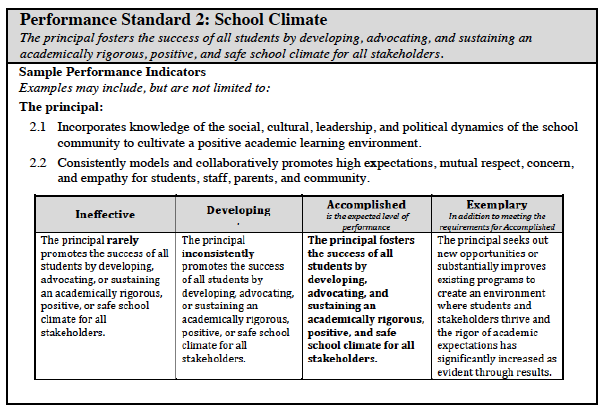 Performance Standard 2: School Climate
The principal fosters the success of all students by developing, advocating, and sustaining an
academically rigorous, positive, and safe school climate for all stakeholders.
Sample Performance Indicators
Examples may include, but are not limited to:
The principal:
2.1 Incorporates knowledge of the social, cultural, leadership, and political dynamics of the school
community to cultivate a positive academic learning environment.
2.2 Consistently models and collaboratively promotes high expectations, mutual respect, concern,
and empathy for students, staff, parents, and community.
Ineffective
The principal rarely
promotes the success of all
students by developing,
advocating, or sustaining
an academically rigorous,
positive, or safe school
climate for all
stakeholders.
Developing
The principal
inconsistently
promotes the success
of all students by
developing, advocating,
or sustaining an
academically rigorous,
positive, or safe school
climate for all
stakeholders.
Accomplished
is the expected level of
performance
The principal fosters
the success of all
students by
developing,
advocating, and
sustaining an
academically rigorous,
positive, and safe
school climate for all
stakeholders.
Exemplary
In addition to meeting the
requirements for Accomplished
The principal seeks out
new opportunities or
substantially improves
existing programs to
create an environment
where students and
stakeholders thrive and
the rigor of academic
expectations has
significantly increased as
evident through results.